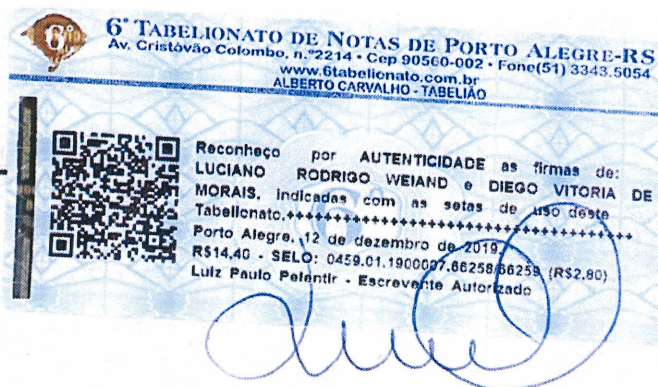 6º TABELIONATO DE NOTAS DE PORTO ALEGRE-RS
Av. Cristóvão Colombo, n.º2214 • Cep 90560-002 • Fone(51) 3343.5054
www.6tabelionato.com.br
ALBERTO CARVALHO - TABELIÃO
Reconheço por AUTENTICIDADE as firmas de:
LUCIANO RODRIGO WEIAND e DIEGO VITORIA DE
MORAIS, indicadas com as setas de uso deste
Tabelionato.++++++++++++++++++++++++++++++++++++
Porto Alegre, 12 de dezembro de 2019.
R$14,40 - SELO: 0459.01.1900007.66258/66259 (R$2,80)
Luiz Paulo Pelentir - Escrevente Autorizado